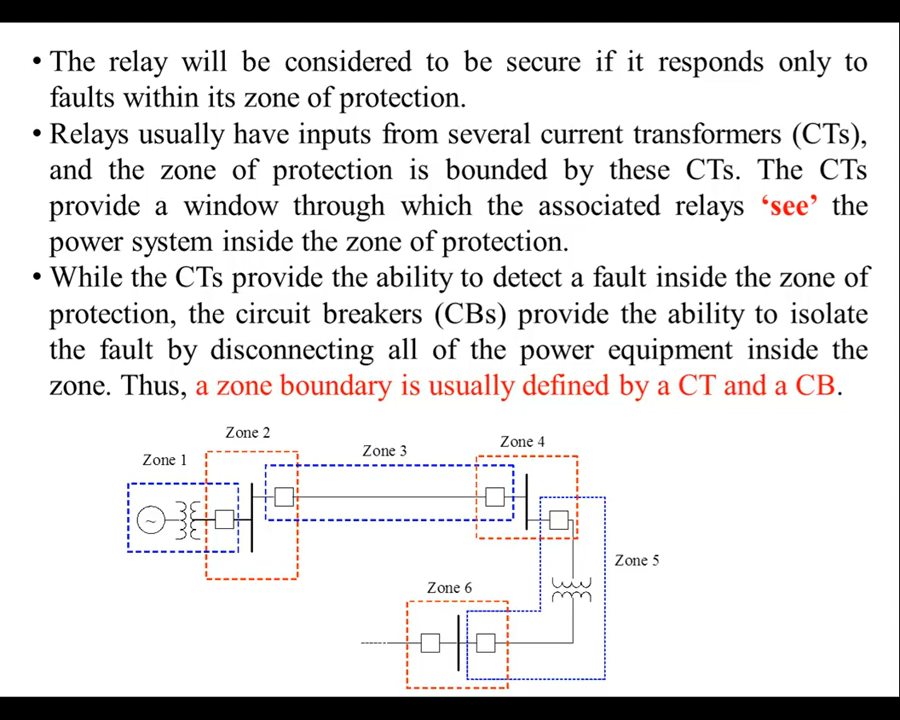 • The relay will be considered to be secure if it responds only to
faults within its zone of protection.
• Relays usually have inputs from several current transformers (CTs),
and the zone of protection is bounded by these CTs. The CTs
provide a window through which the associated relays ‘see’ the
power system inside the zone of protection.
• While the CTs provide the ability to detect a fault inside the zone of
protection, the circuit breakers (CBs) provide the ability to isolate
the fault by disconnecting all of the power equipment inside the
zone. Thus, a zone boundary is usually defined by a CT and a CB.
Zone 1
Zone 2
Zone 3
Zone 4
~
Zone 5
Zone 6